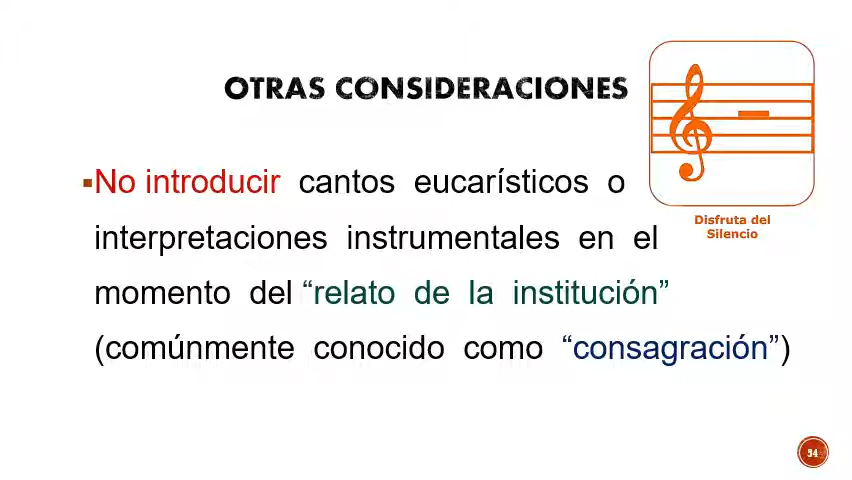 OTRAS CONSIDERACIONES
Disfruta del
Silencio
▪No introducir cantos eucarísticos o
interpretaciones instrumentales en el
momento del “relato de la institución”
(comúnmente conocido como “consagración”)
34